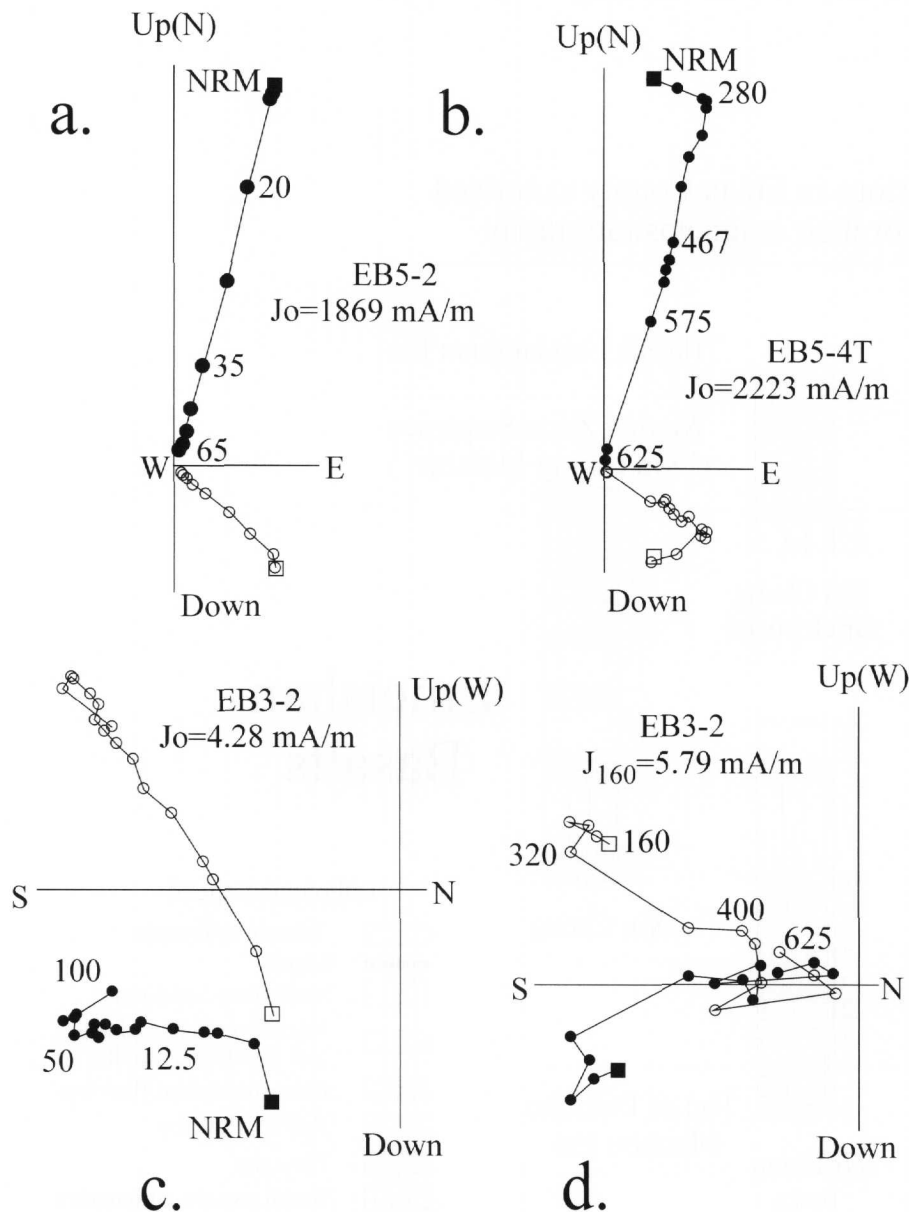 a.
Up(N)
NRM
20
EB5-2
Jo=1869 mA/m
35
65
W
E
Down
b.
Up(N)
NRM
280
467
575
EB5-4T
Jo=2223 mA/m
625
W
E
Down
EB3-2
Jo=4.28 mA/m
Up(W)
S
N
100
50
12.5
NRM
Down
c.
Up(W)
EB3-2
J160=5.79 mA/m
320
160
400
625
S
N
Down
d.